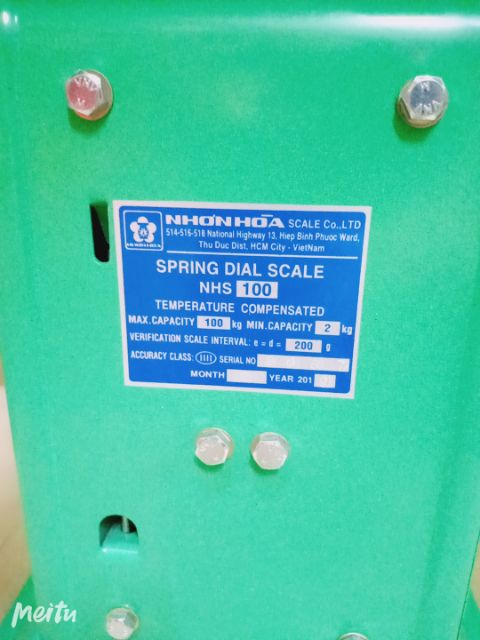 NHƠN HÒA SCALE Co.,LTD
514-516-518 National Highway 13, Hiep Binh Phuoc Ward,
Thu Duc Dist, HCM City - VietNam
SPRING DIAL SCALE
NHS 100
TEMPERATURE COMPENSATED
MAX.CAPACITY 100 kg MIN.CAPACITY 2 kg
VERIFICATION SCALE INTERVAL: e = d = 200 g
ACCURACY CLASS: IIII SERIAL NO
MONTH YEAR 201
Meitu